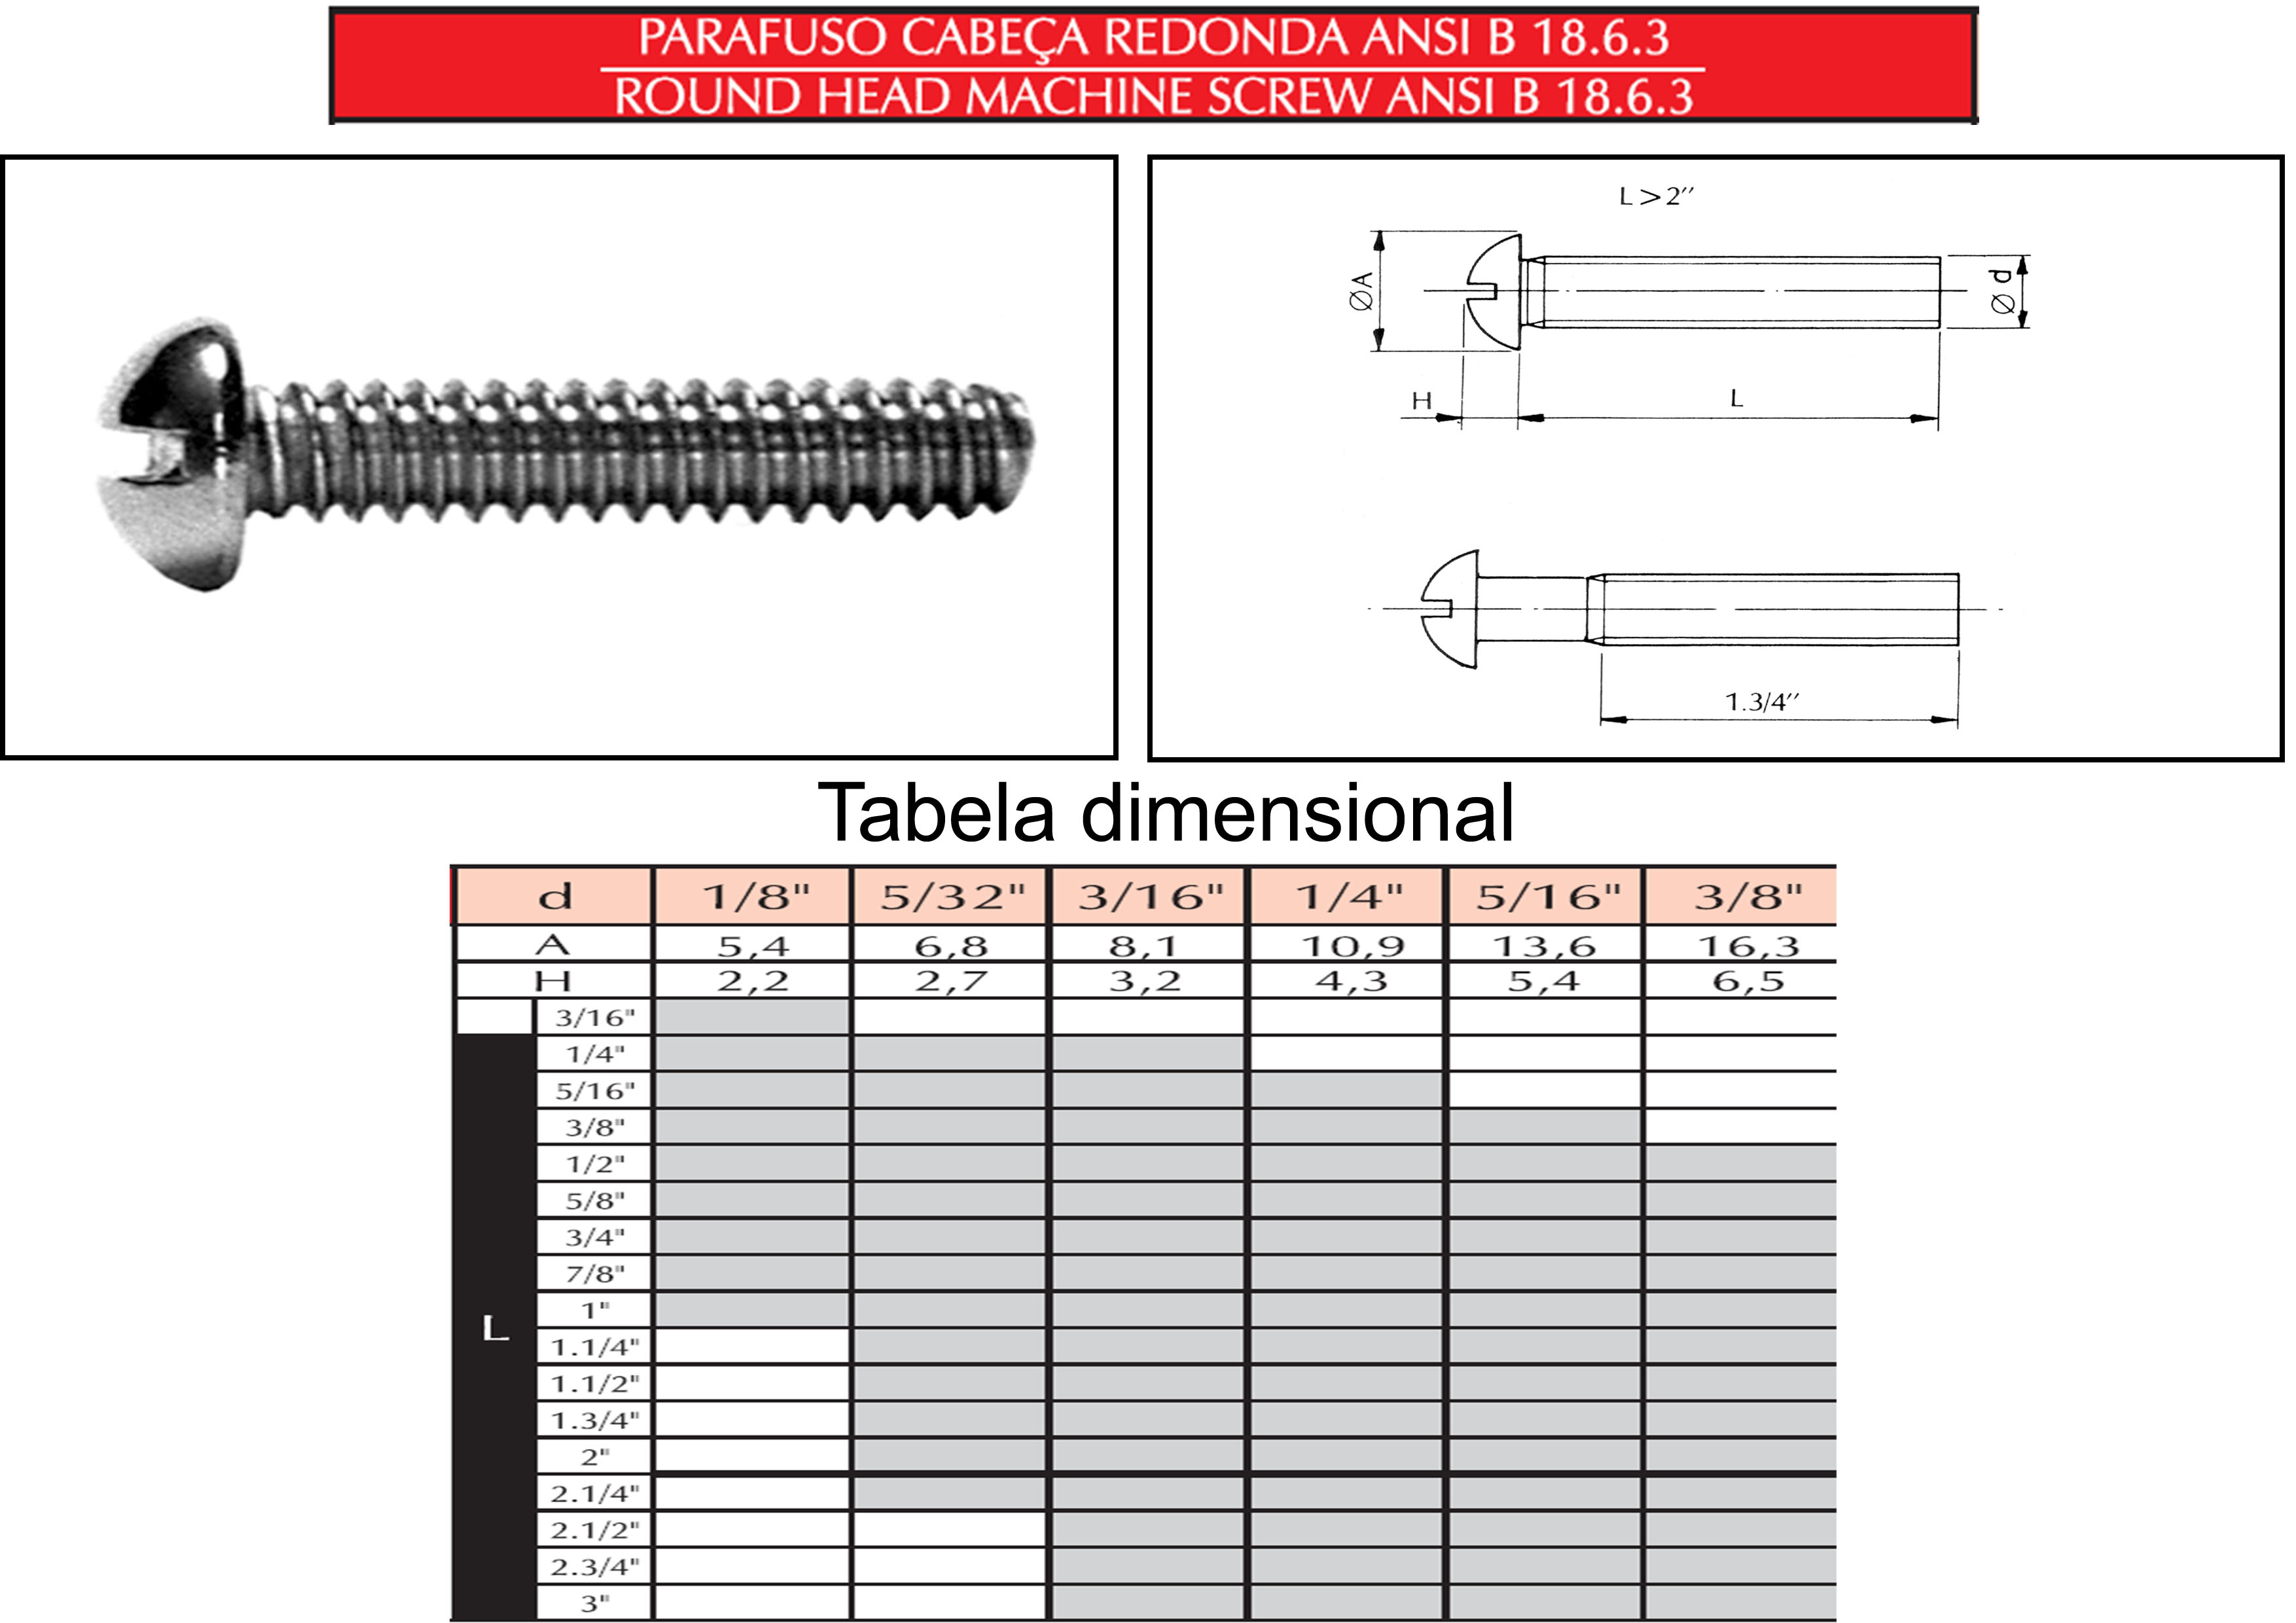 PARAFUSO CABEÇA REDONDA ANSI B 18.6.3
ROUND HEAD MACHINE SCREW ANSI B 18.6.3
L>2’’
ØA
Ø d
H
L
1.3/4’’
Tabela dimensional
d 1/8" 5/32" 3/16" 1/4" 5/16" 3/8"
A 5,4 6,8 8,1 10,9 13,6 16,3
H 2,2 2,7 3,2 4,3 5,4 6,5
3/16"
1/4"
5/16"
3/8"
1/2"
5/8"
3/4"
7/8"
1"
L
1.1/4"
1.1/2"
1.3/4"
2"
2.1/4"
2.1/2"
2.3/4"
3"